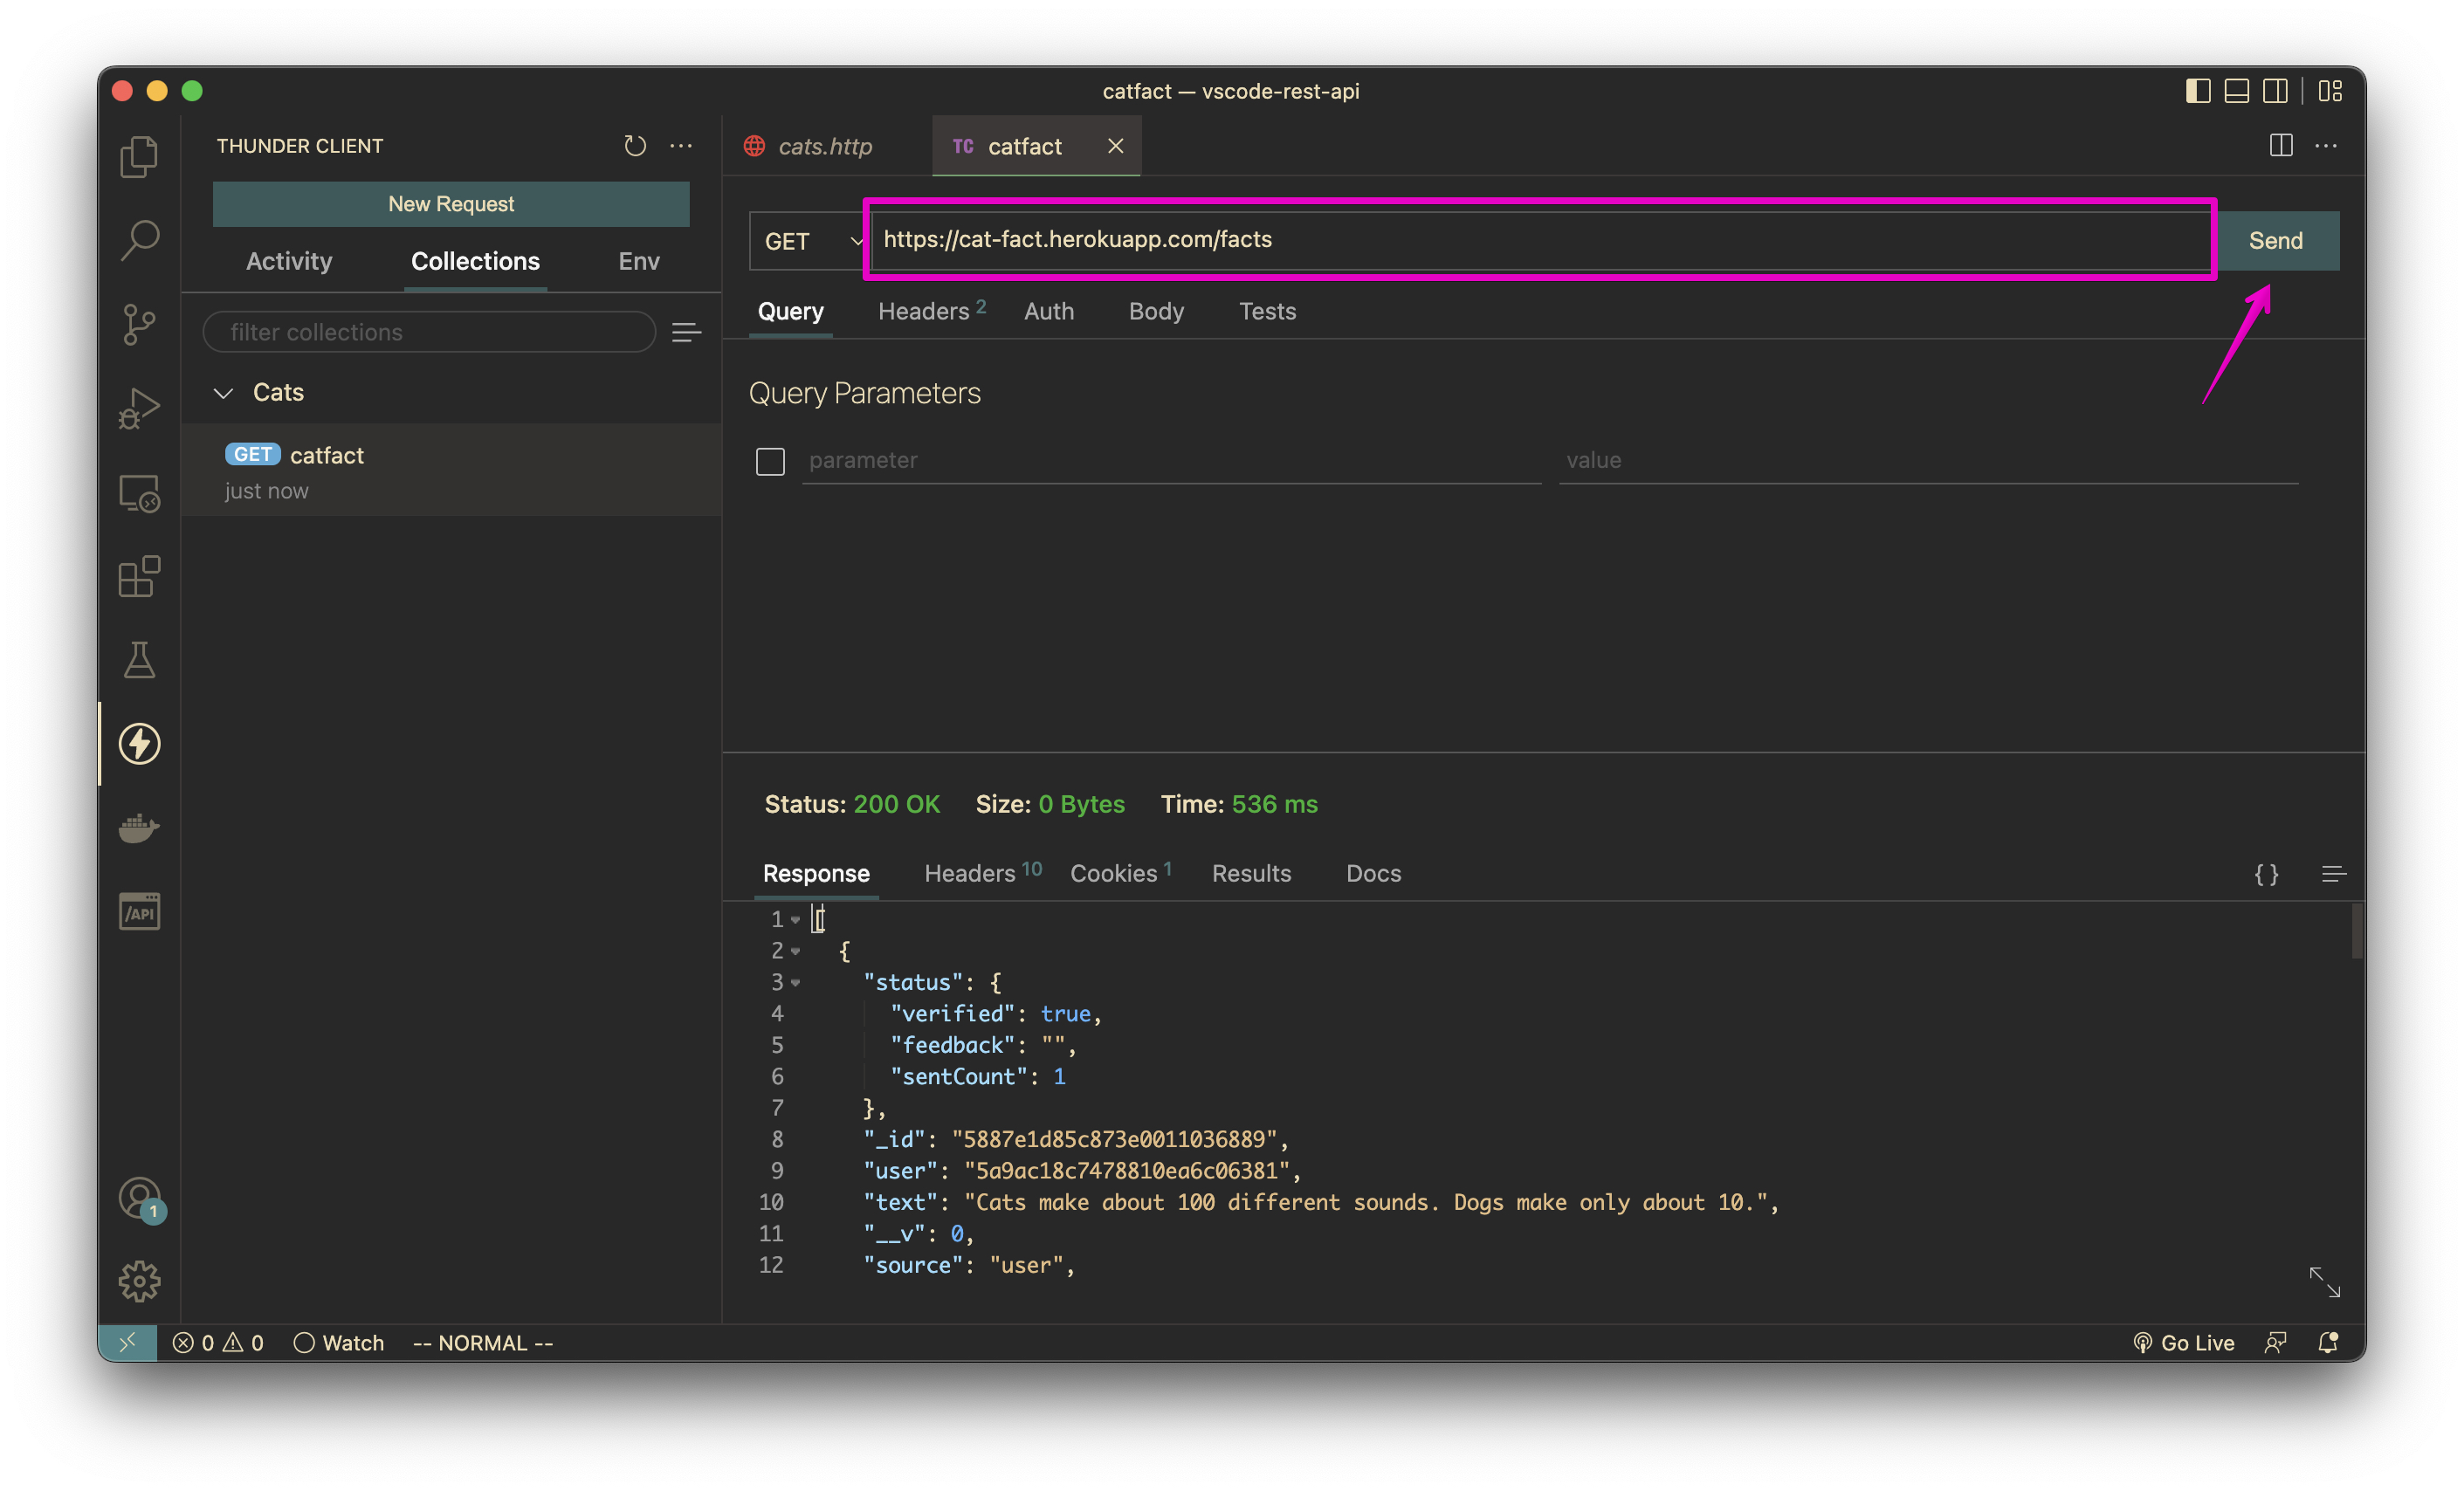 catfact — vscode-rest-api
THUNDER CLIENT
New Request
Activity
Collections
Env
filter collections
Cats
GET catfact
just now
cats.http
TC catfact
GET
https://cat-fact.herokuapp.com/facts
Send
Query
Headers 2
Auth
Body
Tests
Query Parameters
parameter
value
Status: 200 OK
Size: 0 Bytes
Time: 536 ms
Response
Headers 10
Cookies 1
Results
Docs
{ }
1 [
2 {
3 "status": {
4 "verified": true,
5 "feedback": "",
6 "sentCount": 1
7 },
8 "_id": "5887e1d85c873e0011036889",
9 "user": "5a9ac18c7478810ea6c06381",
10 "text": "Cats make about 100 different sounds. Dogs make only about 10.",
11 "__v": 0,
12 "source": "user",
/API
1
0 0 Watch -- NORMAL --
Go Live